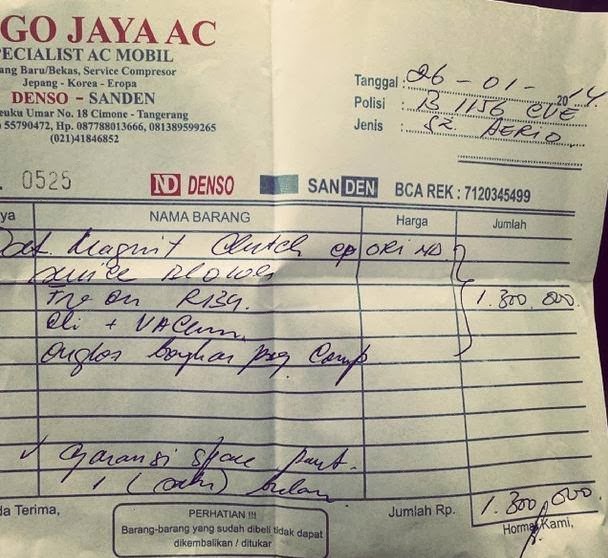 GO JAYA AC
PECIALIST AC MOBIL
ang Baru/Bekas, Service Compresor
Jepang - Korea - Eropa
DENSO - SANDEN
euku Umar No. 18 Cimone - Tangerang
55790472, Hp. 087788013666, 081389599265
(021)41846852
Tanggal : 26 - 01 - 2014
Polisi : B 1156 CUE
Jenis : SZ. AERIO
0525 ND DENSO SANDEN BCA REK : 7120345499
ya NAMA BARANG Harga Jumlah
Magnit Clutch cp ORI ND.
service Blower
Freon R134. 1.300.000.
Oli + VACum.
ongkos bongkar psg Comp
✓ garansi spare part.
1 (satu) bulan
da Terima, Jumlah Rp. 1.300.000.
PERHATIAN !!!
Barang-barang yang sudah dibeli tidak dapat
dikembalikan / ditukar
Hormat Kami,